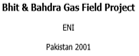 Bhit & Bahdra Gas Field Project
ENI
Pakistan 2001